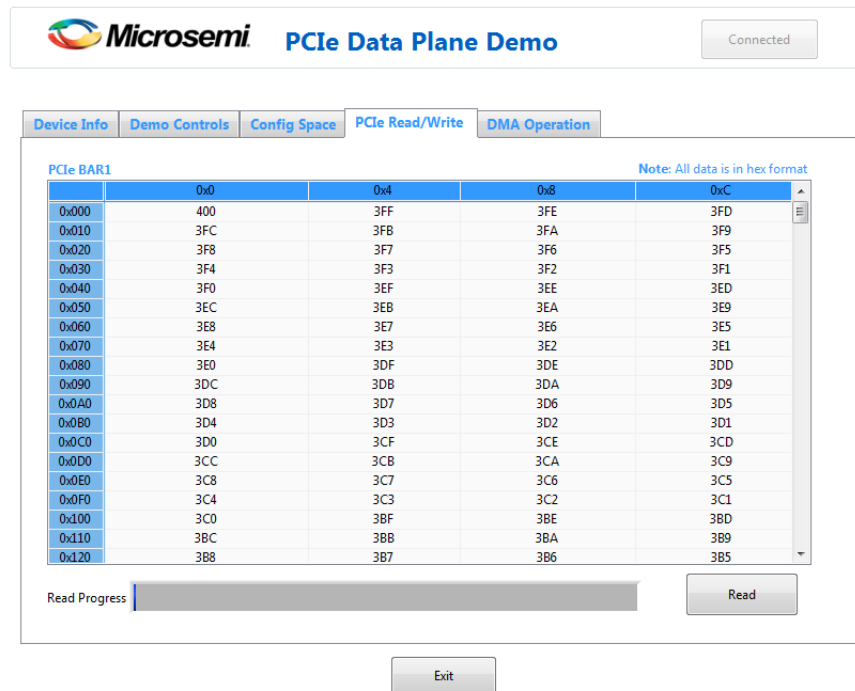 Microsemi. PCIe Data Plane Demo Connected
Device Info Demo Controls Config Space PCIe Read/Write DMA Operation
PCIe BAR1 Note: All data is in hex format
0x0 0x4 0x8 0xC
0x000 400 3FF 3FE 3FD
0x010 3FC 3FB 3FA 3F9
0x020 3F8 3F7 3F6 3F5
0x030 3F4 3F3 3F2 3F1
0x040 3F0 3EF 3EE 3ED
0x050 3EC 3EB 3EA 3E9
0x060 3E8 3E7 3E6 3E5
0x070 3E4 3E3 3E2 3E1
0x080 3E0 3DF 3DE 3DD
0x090 3DC 3DB 3DA 3D9
0x0A0 3D8 3D7 3D6 3D5
0x0B0 3D4 3D3 3D2 3D1
0x0C0 3D0 3CF 3CE 3CD
0x0D0 3CC 3CB 3CA 3C9
0x0E0 3C8 3C7 3C6 3C5
0x0F0 3C4 3C3 3C2 3C1
0x100 3C0 3BF 3BE 3BD
0x110 3BC 3BB 3BA 3B9
0x120 3B8 3B7 3B6 3B5
Read Progress Read
Exit